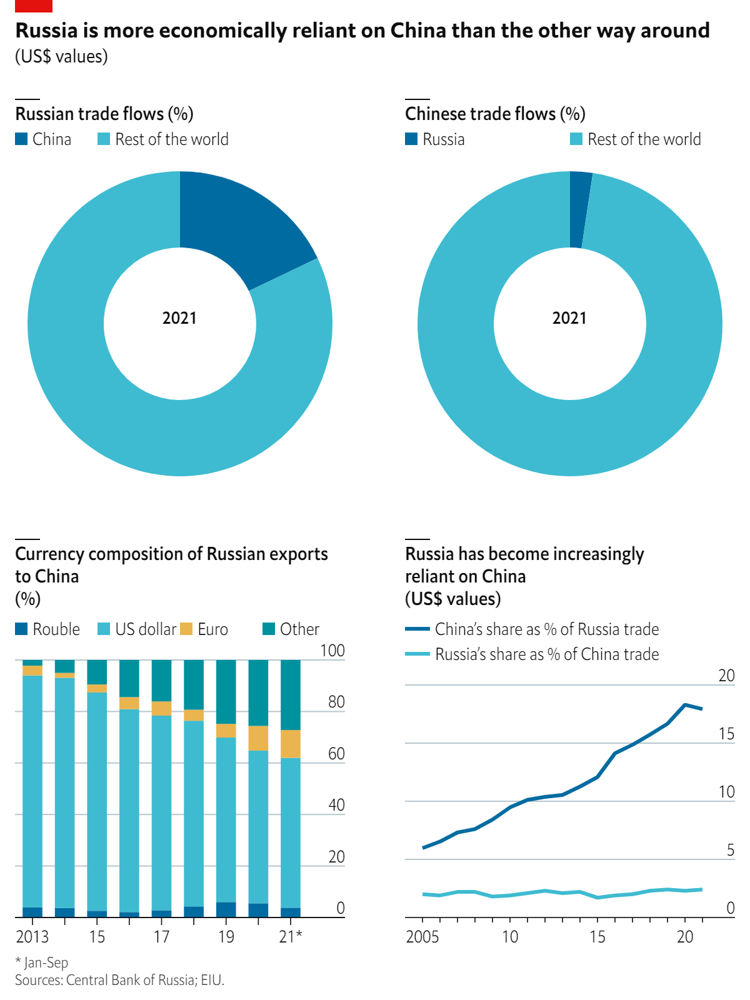 Russia is more economically reliant on China than the other way around
(US$ values)
Russian trade flows (%)
China
Rest of the world
2021
Chinese trade flows (%)
Russia
Rest of the world
2021
Currency composition of Russian exports
to China
(%)
Rouble
US dollar
Euro
Other
100
80
60
40
20
0
2013
15
17
19
21*
Russia has become increasingly
reliant on China
(US$ values)
China's share as % of Russia trade
Russia's share as % of China trade
20
15
10
5
0
2005
10
15
20
* Jan-Sep
Sources: Central Bank of Russia; EIU.